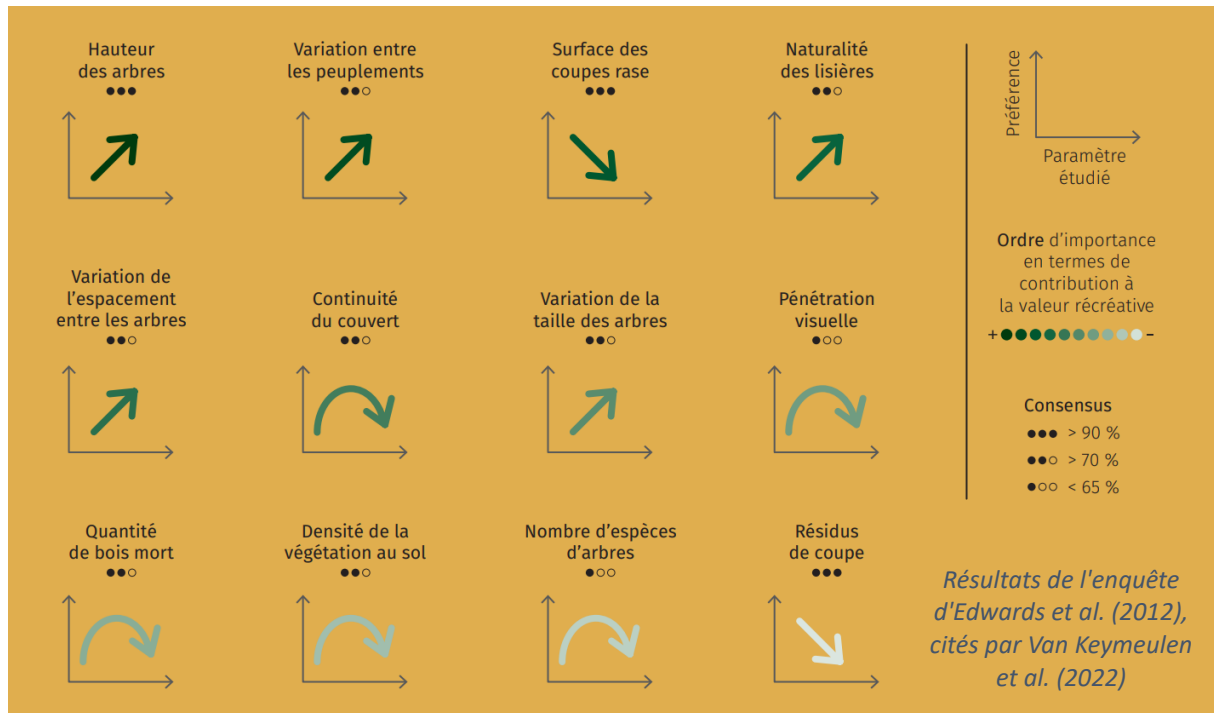 Hauteur
des arbres
●●●
Variation entre
les peuplements
●●○
Surface des
coupes rase
●●●
Naturalité
des lisières
●●○
Variation de
l'espacement
entre les arbres
●●○
Continuité
du couvert
●●○
Variation de la
taille des arbres
●●○
Pénétration
visuelle
●○○
Quantité
de bois mort
●●○
Densité de la
végétation au sol
●●○
Nombre d'espèces
d'arbres
●○○
Résidus
de coupe
●●●
Préférence
Paramètre
étudié
Ordre d'importance
en termes de
contribution à
la valeur récréative
+ -
Consensus
●●● > 90 %
●●○ > 70 %
●○○ < 65 %
Résultats de l'enquête
d'Edwards et al. (2012),
cités par Van Keymeulen
et al. (2022)